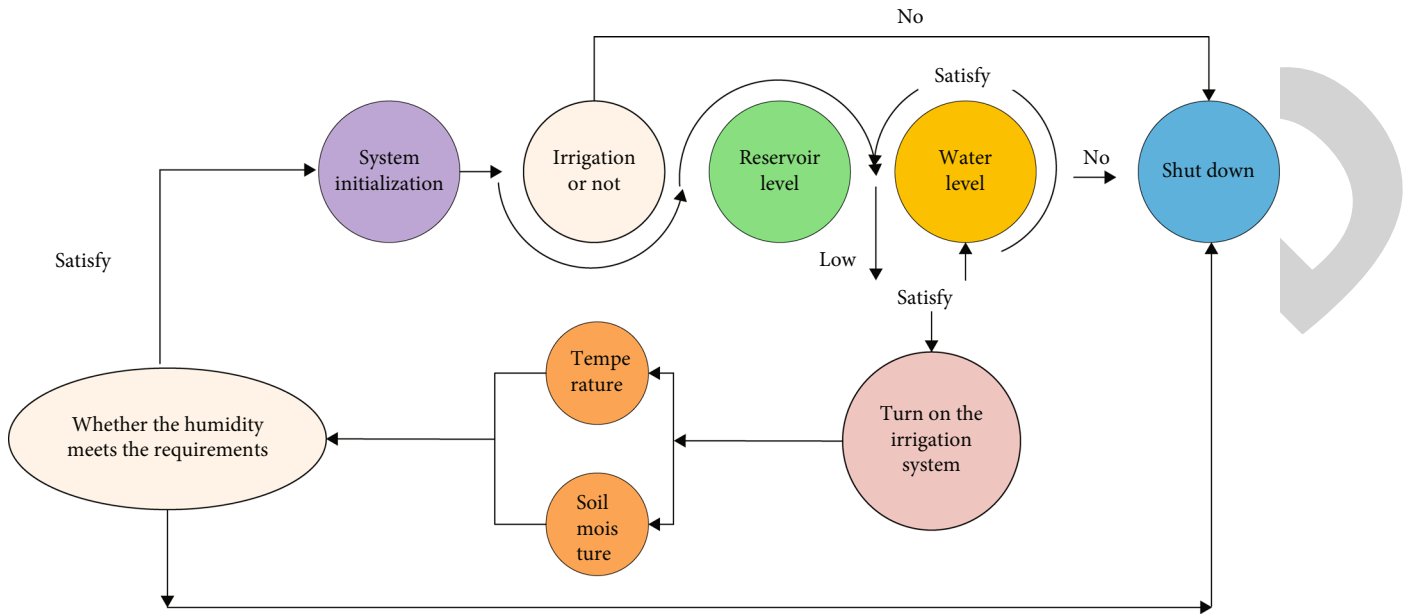 No
Satisfy
System
initialization
Irrigation
or not
Reservoir
level
Water
level
No
Shut down
Satisfy
Low
Satisfy
Tempe
rature
Whether the humidity
meets the requirements
Turn on the
irrigation
system
Soil
mois
ture